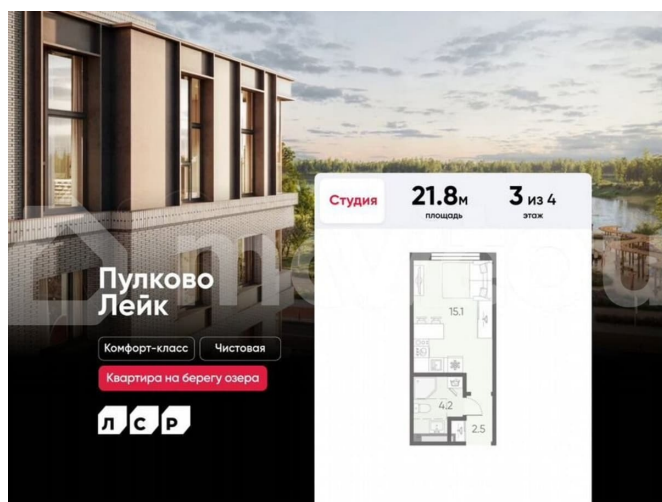 Студия
21.8м
площадь
3 из 4
этаж
Пулково
Лейк
Комфорт-класс
Чистовая
Квартира на берегу озера
ЛСР
15.1
4.2
2.5